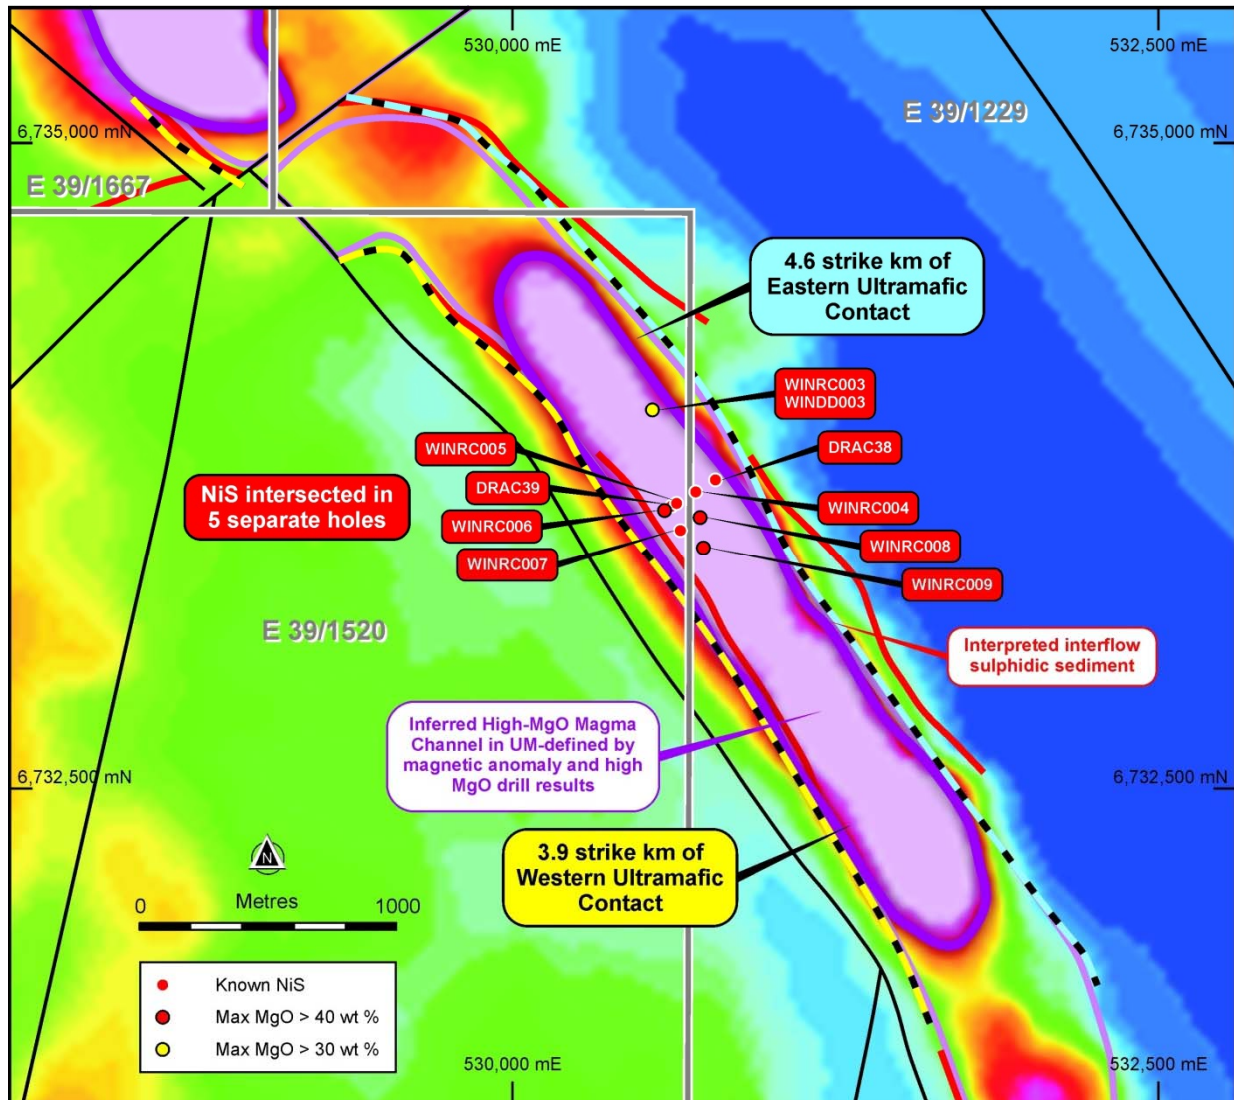 530,000 mE
532,500 mE
E 39/1229
6,735,000 mN
6,735,000 mN
E 39/1667
4.6 strike km of
Eastern Ultramafic
Contact
WINRC003
WINDD003
WINRC005
DRAC38
NiS intersected in
5 separate holes
DRAC39
WINRC004
WINRC006
WINRC008
WINRC007
WINRC009
E 39/1520
Interpreted interflow
sulphidic sediment
Inferred High-MgO Magma
Channel in UM-defined by
magnetic anomaly and high
MgO drill results
6,732,500 mN
6,732,500 mN
3.9 strike km of
Western Ultramafic
Contact
N
Metres
0
1000
Known NiS
Max MgO > 40 wt %
Max MgO > 30 wt %
530,000 mE
532,500 mE